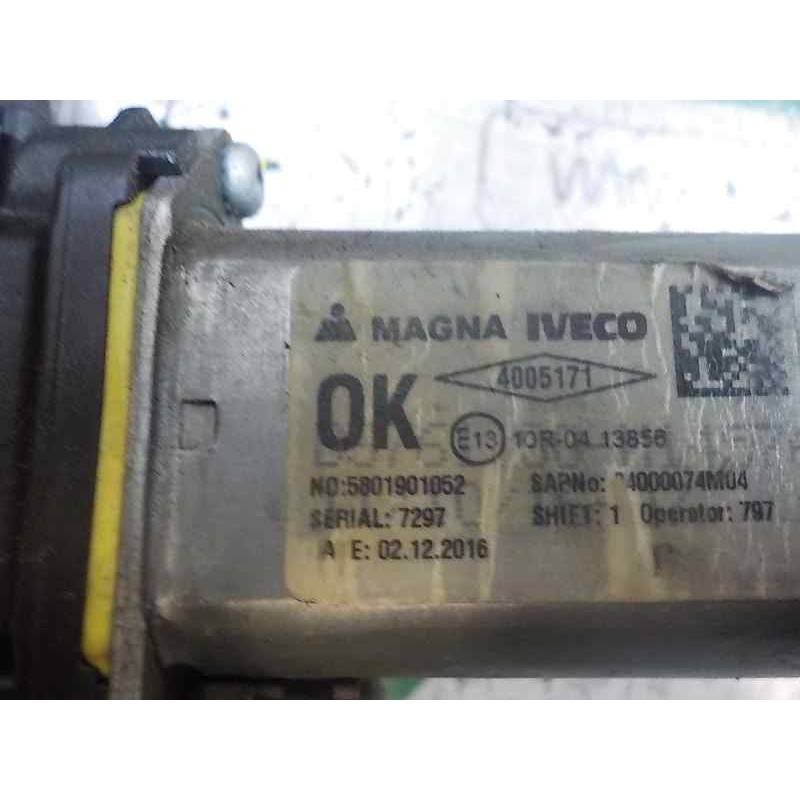 MAGNA IVECO
OK 4005171
E13 10R-04 13856
NO:5801901052 SAPNo: 4000074M04
SERIAL: 7297 SHIFT: 1 Operator: 797
A E: 02.12.2016